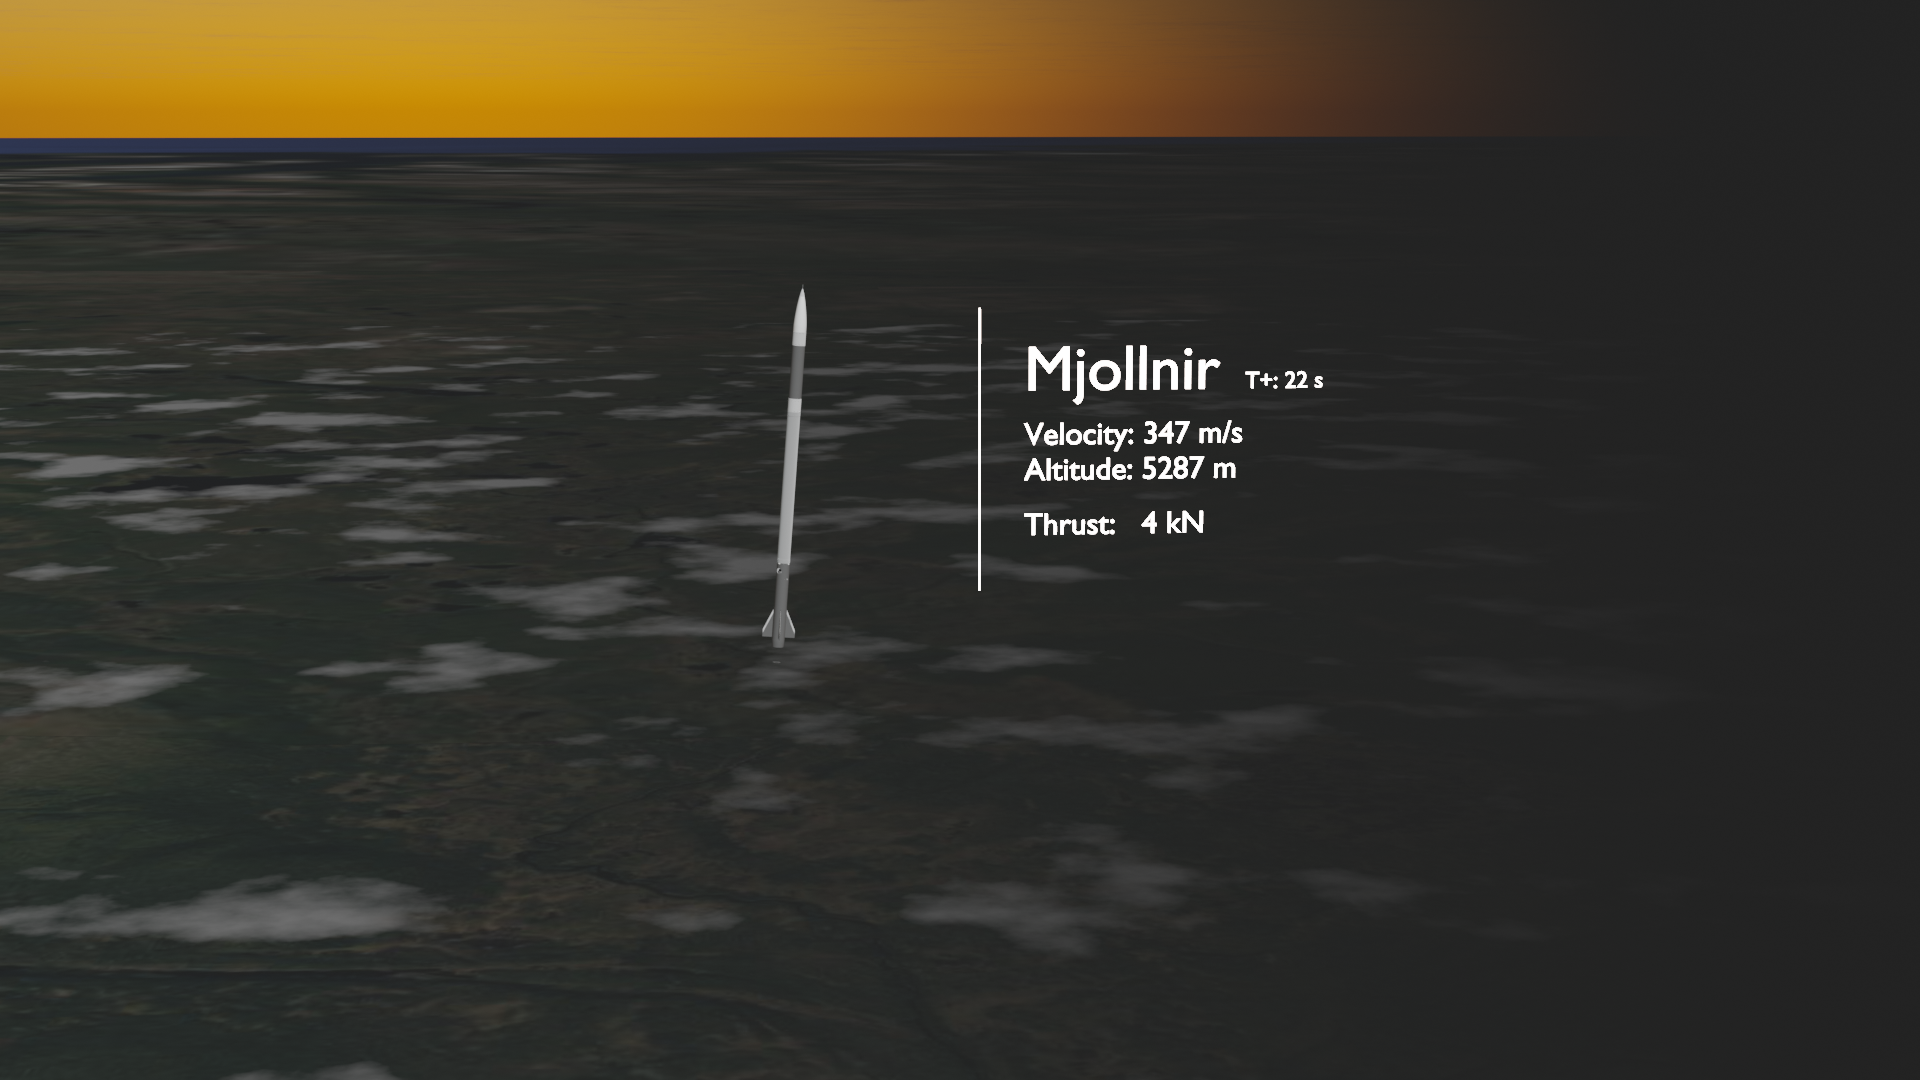 Mjollnir T+: 22 s
Velocity: 347 m/s
Altitude: 5287 m
Thrust: 4 kN